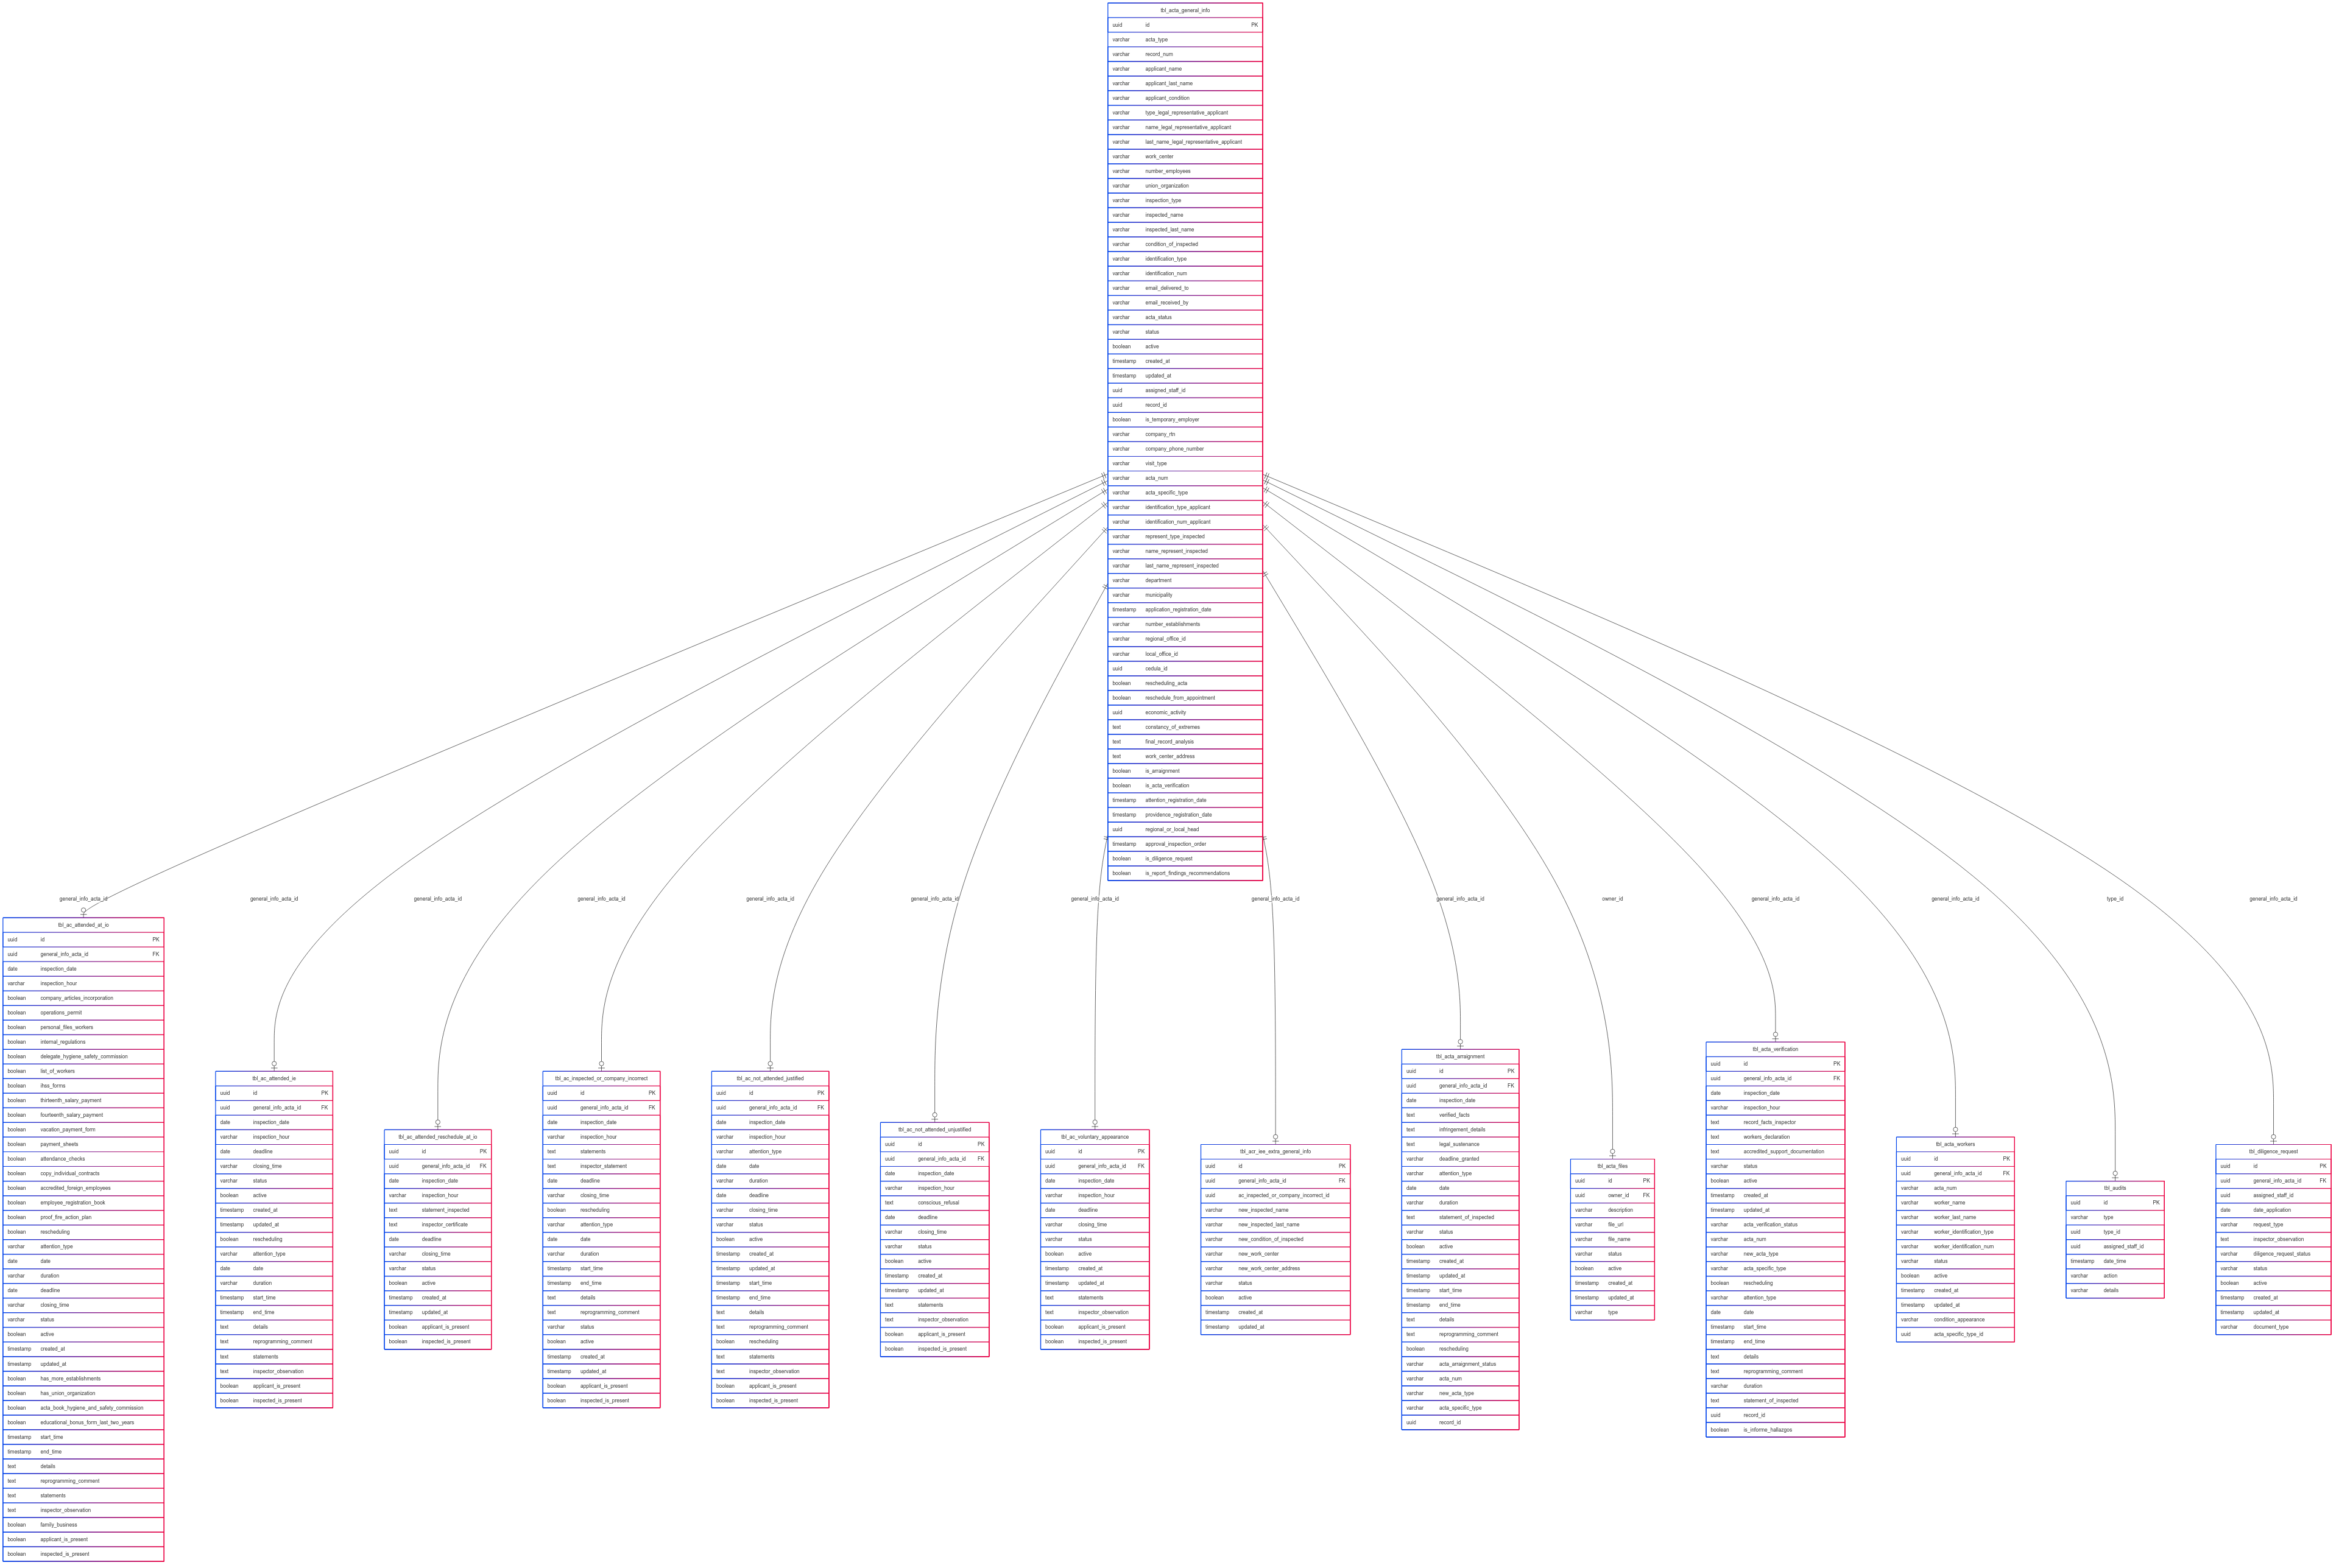 tbl_acta_general_info
uuid id PK
varchar acta_type
varchar record_num
varchar applicant_name
varchar applicant_last_name
varchar applicant_condition
varchar type_legal_representative_applicant
varchar name_legal_representative_applicant
varchar last_name_legal_representative_applicant
varchar work_center
varchar number_employees
varchar union_organization
varchar inspection_type
varchar inspected_name
varchar inspected_last_name
varchar condition_of_inspected
varchar identification_type
varchar identification_num
varchar email_delivered_to
varchar email_received_by
varchar acta_status
varchar status
boolean active
timestamp created_at
timestamp updated_at
uuid assigned_staff_id
uuid record_id
boolean is_temporary_employer
varchar company_rtn
varchar company_phone_number
varchar visit_type
varchar acta_num
varchar acta_specific_type
varchar identification_type_applicant
varchar identification_num_applicant
varchar represent_type_inspected
varchar name_represent_inspected
varchar last_name_represent_inspected
varchar department
varchar municipality
timestamp application_registration_date
varchar number_establishments
varchar regional_office_id
varchar local_office_id
uuid cedula_id
boolean rescheduling_acta
boolean reschedule_from_appointment
uuid economic_activity
text constancy_of_extremes
text final_record_analysis
text work_center_address
boolean is_arraignment
boolean is_acta_verification
timestamp attention_registration_date
timestamp providence_registration_date
uuid regional_or_local_head
timestamp approval_inspection_order
boolean is_diligence_request
boolean is_report_findings_recommendations
general_info_acta_id
general_info_acta_id
general_info_acta_id
general_info_acta_id
general_info_acta_id
general_info_acta_id
general_info_acta_id
general_info_acta_id
general_info_acta_id
owner_id
general_info_acta_id
general_info_acta_id
type_id
general_info_acta_id
tbl_ac_attended_at_io
uuid id PK
uuid general_info_acta_id FK
date inspection_date
varchar inspection_hour
boolean company_articles_incorporation
boolean operations_permit
boolean personal_files_workers
boolean internal_regulations
boolean delegate_hygiene_safety_commission
boolean list_of_workers
boolean ihss_forms
boolean thirteenth_salary_payment
boolean fourteenth_salary_payment
boolean vacation_payment_form
boolean payment_sheets
boolean attendance_checks
boolean copy_individual_contracts
boolean accredited_foreign_employees
boolean employee_registration_book
boolean proof_fire_action_plan
boolean rescheduling
varchar attention_type
date date
varchar duration
date deadline
varchar closing_time
varchar status
boolean active
timestamp created_at
timestamp updated_at
boolean has_more_establishments
boolean has_union_organization
boolean acta_book_hygiene_and_safety_commission
boolean educational_bonus_form_last_two_years
timestamp start_time
timestamp end_time
text details
text reprogramming_comment
text statements
text inspector_observation
boolean family_business
boolean applicant_is_present
boolean inspected_is_present
tbl_ac_attended_ie
uuid id PK
uuid general_info_acta_id FK
date inspection_date
varchar inspection_hour
date deadline
varchar closing_time
varchar status
boolean active
timestamp created_at
timestamp updated_at
boolean rescheduling
varchar attention_type
date date
varchar duration
timestamp start_time
timestamp end_time
text details
text reprogramming_comment
text statements
text inspector_observation
boolean applicant_is_present
boolean inspected_is_present
tbl_ac_attended_reschedule_at_io
uuid id PK
uuid general_info_acta_id FK
date inspection_date
varchar inspection_hour
text statement_inspected
text inspector_certificate
date deadline
varchar closing_time
varchar status
boolean active
timestamp created_at
timestamp updated_at
boolean applicant_is_present
boolean inspected_is_present
tbl_ac_inspected_or_company_incorrect
uuid id PK
uuid general_info_acta_id FK
date inspection_date
varchar inspection_hour
text statements
text inspector_statement
date deadline
varchar closing_time
boolean rescheduling
varchar attention_type
date date
varchar duration
timestamp start_time
timestamp end_time
text details
text reprogramming_comment
varchar status
boolean active
timestamp created_at
timestamp updated_at
boolean applicant_is_present
boolean inspected_is_present
tbl_ac_not_attended_justified
uuid id PK
uuid general_info_acta_id FK
date inspection_date
varchar inspection_hour
varchar attention_type
date date
varchar duration
date deadline
varchar closing_time
varchar status
boolean active
timestamp created_at
timestamp updated_at
timestamp start_time
timestamp end_time
text details
text reprogramming_comment
boolean rescheduling
text statements
text inspector_observation
boolean applicant_is_present
boolean inspected_is_present
tbl_ac_not_attended_unjustified
uuid id PK
uuid general_info_acta_id FK
date inspection_date
varchar inspection_hour
text conscious_refusal
date deadline
varchar closing_time
varchar status
boolean active
timestamp created_at
timestamp updated_at
text statements
text inspector_observation
boolean applicant_is_present
boolean inspected_is_present
tbl_ac_voluntary_appearance
uuid id PK
uuid general_info_acta_id FK
date inspection_date
varchar inspection_hour
date deadline
varchar closing_time
varchar status
boolean active
timestamp created_at
timestamp updated_at
text statements
text inspector_observation
boolean applicant_is_present
boolean inspected_is_present
tbl_acr_iee_extra_general_info
uuid id PK
uuid general_info_acta_id FK
uuid ac_inspected_or_company_incorrect_id
varchar new_inspected_name
varchar new_inspected_last_name
varchar new_condition_of_inspected
varchar new_work_center
varchar new_work_center_address
varchar status
boolean active
timestamp created_at
timestamp updated_at
tbl_acta_arraignment
uuid id PK
uuid general_info_acta_id FK
date inspection_date
text verified_facts
text infringement_details
text legal_sustenance
varchar deadline_granted
varchar attention_type
date date
varchar duration
text statement_of_inspected
varchar status
boolean active
timestamp created_at
timestamp updated_at
timestamp start_time
timestamp end_time
text details
text reprogramming_comment
boolean rescheduling
varchar acta_arraignment_status
varchar acta_num
varchar new_acta_type
varchar acta_specific_type
uuid record_id
tbl_acta_files
uuid id PK
uuid owner_id FK
varchar description
varchar file_url
varchar file_name
varchar status
boolean active
timestamp created_at
timestamp updated_at
varchar type
tbl_acta_verification
uuid id PK
uuid general_info_acta_id FK
date inspection_date
varchar inspection_hour
text record_facts_inspector
text workers_declaration
text accredited_support_documentation
varchar status
boolean active
timestamp created_at
timestamp updated_at
varchar acta_verification_status
varchar acta_num
varchar new_acta_type
varchar acta_specific_type
boolean rescheduling
varchar attention_type
date date
timestamp start_time
timestamp end_time
text details
text reprogramming_comment
varchar duration
text statement_of_inspected
uuid record_id
boolean is_informe_hallazgos
tbl_acta_workers
uuid id PK
uuid general_info_acta_id FK
varchar acta_num
varchar worker_name
varchar worker_last_name
varchar worker_identification_type
varchar worker_identification_num
varchar status
boolean active
timestamp created_at
timestamp updated_at
varchar condition_appearance
uuid acta_specific_type_id
tbl_audits
uuid id PK
varchar type
uuid type_id
uuid assigned_staff_id
timestamp date_time
varchar action
varchar details
tbl_diligence_request
uuid id PK
uuid general_info_acta_id FK
uuid assigned_staff_id
date date_application
varchar request_type
text inspector_observation
varchar diligence_request_status
varchar status
boolean active
timestamp created_at
timestamp updated_at
varchar document_type